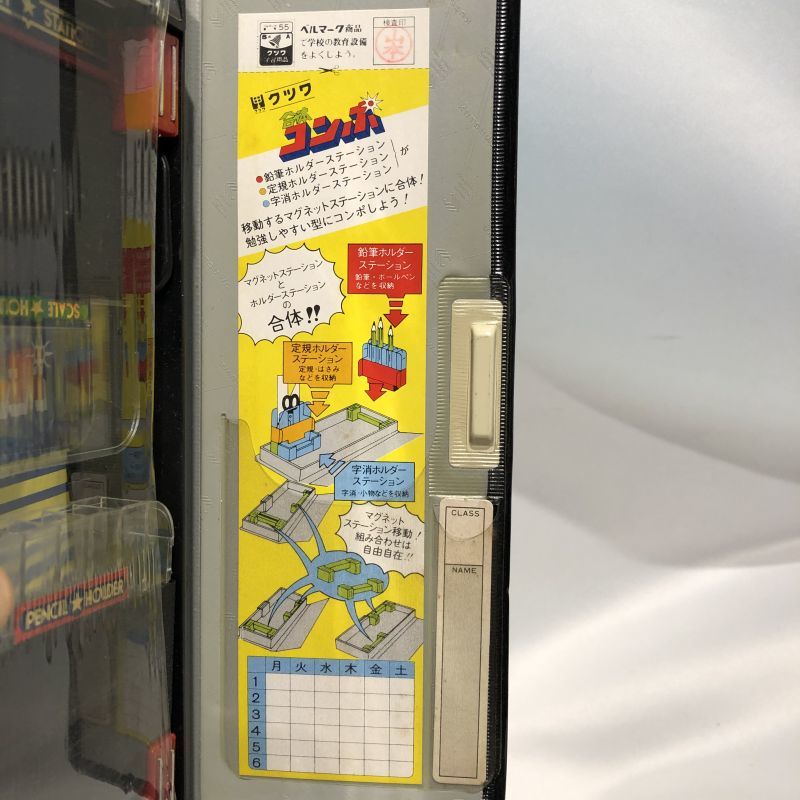 55
B A
クツワ
ベルマーク商品
で学校の教育設備
をよくしよう。
検査印
クツワ
合体
コンポ
●鉛筆ホルダーステーション
●定規ホルダーステーション
●字消ホルダーステーション
が
移動するマグネットステーションに合体!
勉強しやすい型にコンポしよう!
マグネットステーション
と
ホルダーステーション
の
合体!!
鉛筆ホルダー
ステーション
鉛筆・ボールペン
などを収納
定規ホルダー
ステーション
定規・はさみ
などを収納
字消ホルダー
ステーション
字消・小物などを収納
マグネット
ステーション移動!
組み合わせは
自由自在!!
月 火 水 木 金 土
1
2
3
4
5
6
CLASS
NAME
STATIO
SCALE★HO
PENCIL★HOLDER